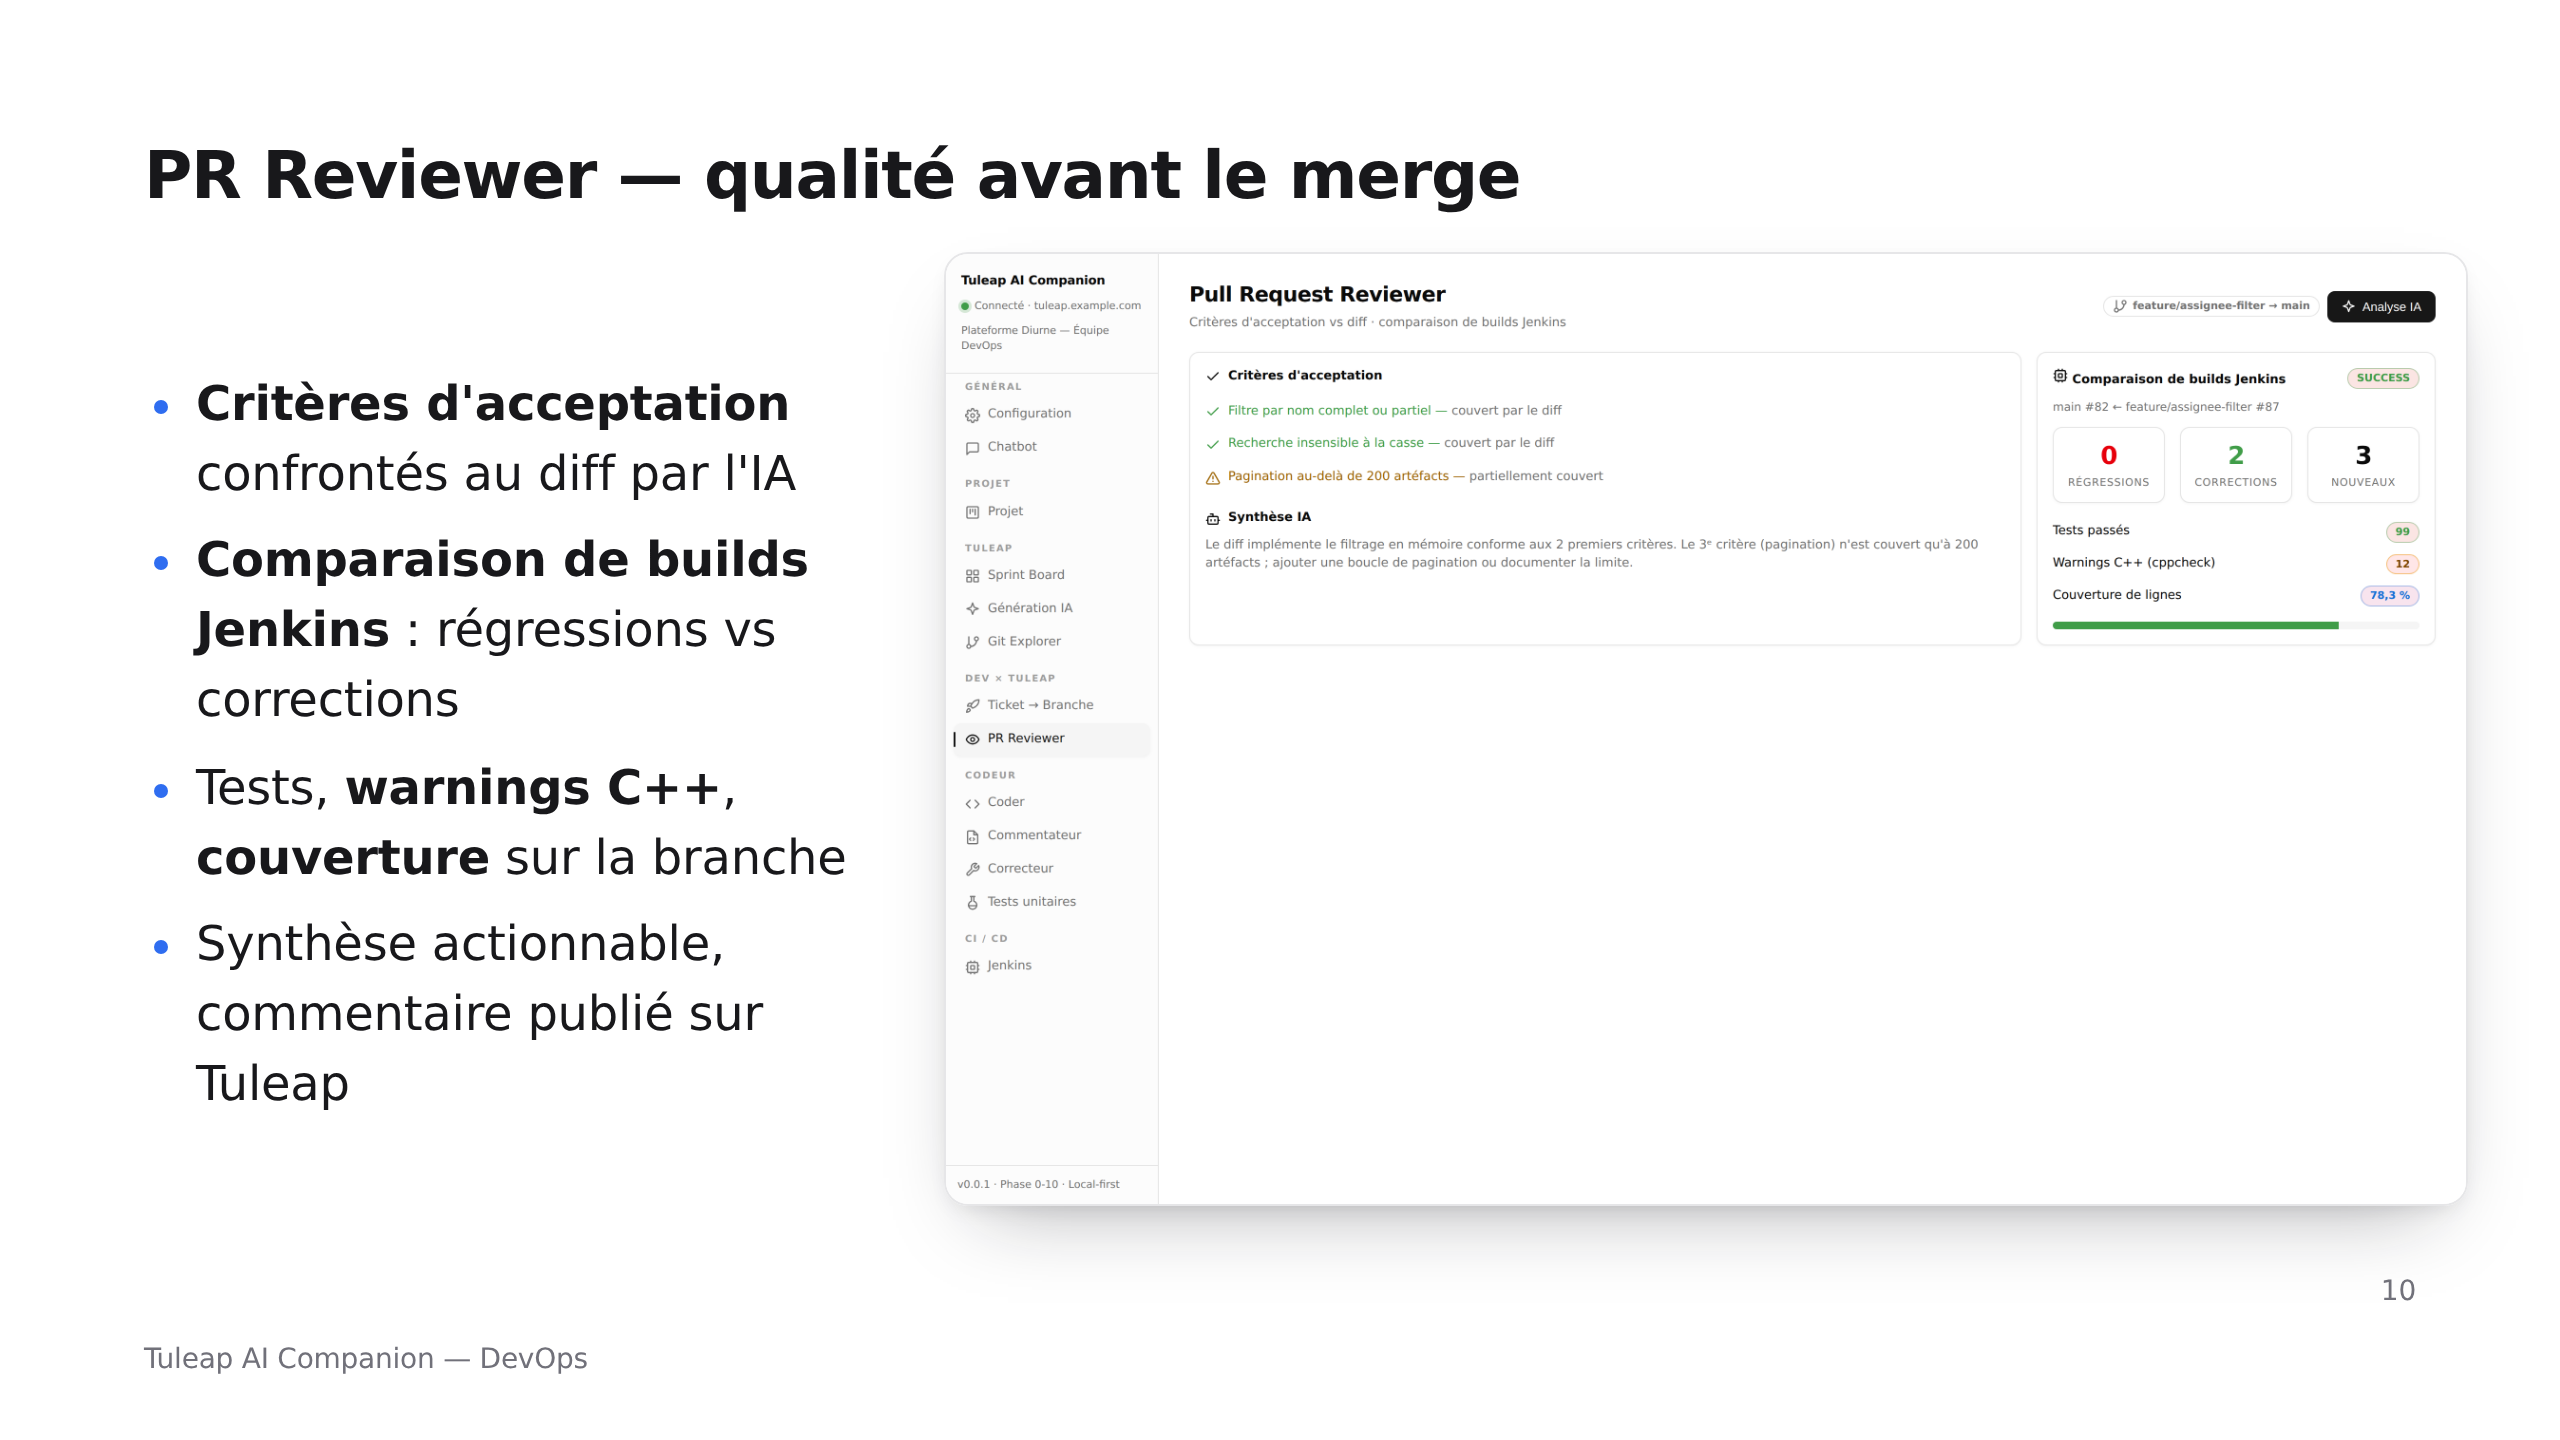 PR Reviewer — qualité avant le merge
Critères d'acceptation
confrontés au diff par l'IA
Comparaison de builds
Jenkins : régressions vs
corrections
Tests, warnings C++,
couverture sur la branche
Synthèse actionnable,
commentaire publié sur
Tuleap
Tuleap AI Companion
Connecté · tuleap.example.com
Plateforme Diurne — Équipe
DevOps
GÉNÉRAL
Configuration
Chatbot
PROJET
Projet
TULEAP
Sprint Board
Génération IA
Git Explorer
DEV × TULEAP
Ticket → Branche
PR Reviewer
CODEUR
Coder
Commentateur
Correcteur
Tests unitaires
CI / CD
Jenkins
v0.0.1 · Phase 0-10 · Local-first
Pull Request Reviewer
Critères d'acceptation vs diff · comparaison de builds Jenkins
feature/assignee-filter → main
Analyse IA
Critères d'acceptation
Filtre par nom complet ou partiel — couvert par le diff
Recherche insensible à la casse — couvert par le diff
Pagination au-delà de 200 artéfacts — partiellement couvert
Synthèse IA
Le diff implémente le filtrage en mémoire conforme aux 2 premiers critères. Le 3ᵉ critère (pagination) n'est couvert qu'à 200
artéfacts ; ajouter une boucle de pagination ou documenter la limite.
Comparaison de builds Jenkins
SUCCESS
main #82 ← feature/assignee-filter #87
0
RÉGRESSIONS
2
CORRECTIONS
3
NOUVEAUX
Tests passés
99
Warnings C++ (cppcheck)
12
Couverture de lignes
78,3 %
10
Tuleap AI Companion — DevOps